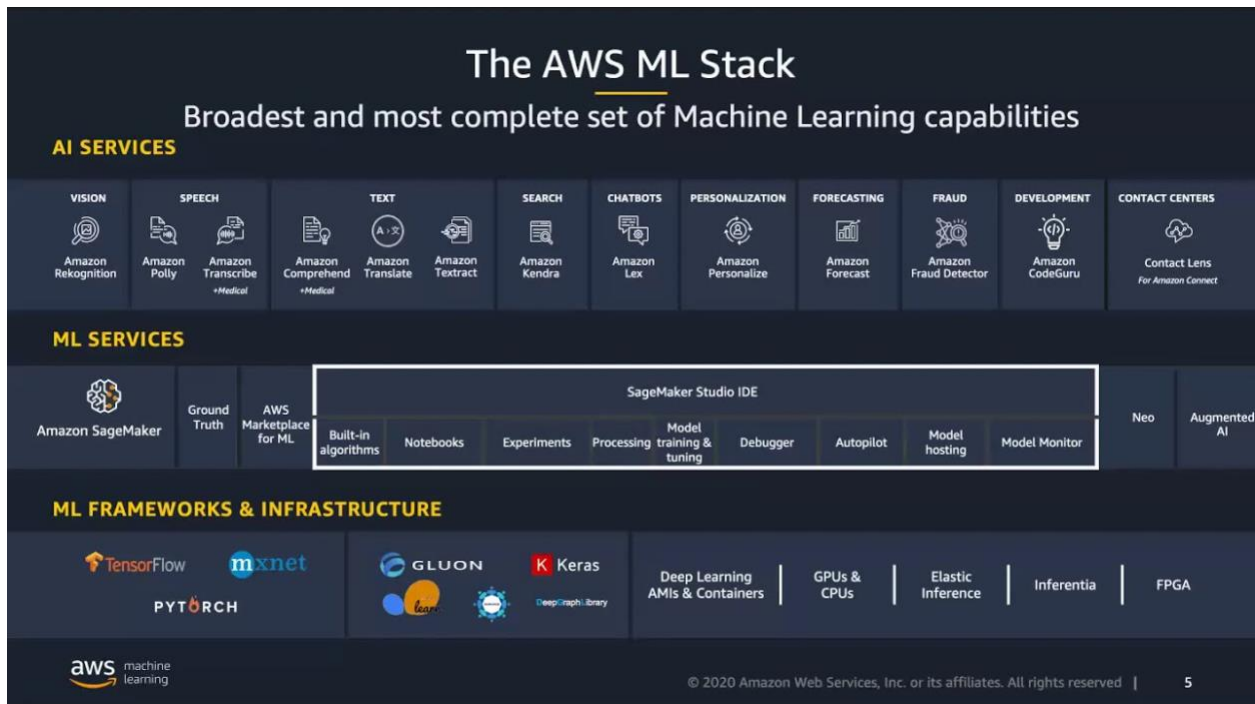 The AWS ML Stack
Broadest and most complete set of Machine Learning capabilities
AI SERVICES
VISION
Amazon
Rekognition
SPEECH
Amazon
Polly
Amazon
Transcribe
+Medical
TEXT
A 文
Amazon
Comprehend
+Medical
Amazon
Translate
Amazon
Textract
SEARCH
Amazon
Kendra
CHATBOTS
Amazon
Lex
PERSONALIZATION
Amazon
Personalize
FORECASTING
Amazon
Forecast
FRAUD
Amazon
Fraud Detector
DEVELOPMENT
Amazon
CodeGuru
CONTACT CENTERS
Contact Lens
For Amazon Connect
ML SERVICES
Amazon SageMaker
Ground
Truth
AWS
Marketplace
for ML
SageMaker Studio IDE
Built-in
algorithms
Notebooks
Experiments
Processing
Model
training &
tuning
Debugger
Autopilot
Model
hosting
Model Monitor
Neo
Augmented
AI
ML FRAMEWORKS & INFRASTRUCTURE
TensorFlow
mxnet
PYTORCH
GLUON
K Keras
learn
DeepGraphLibrary
Deep Learning
AMIs & Containers
GPUs &
CPUs
Elastic
Inference
Inferentia
FPGA
aws machine
learning
© 2020 Amazon Web Services, Inc. or its affiliates. All rights reserved | 5